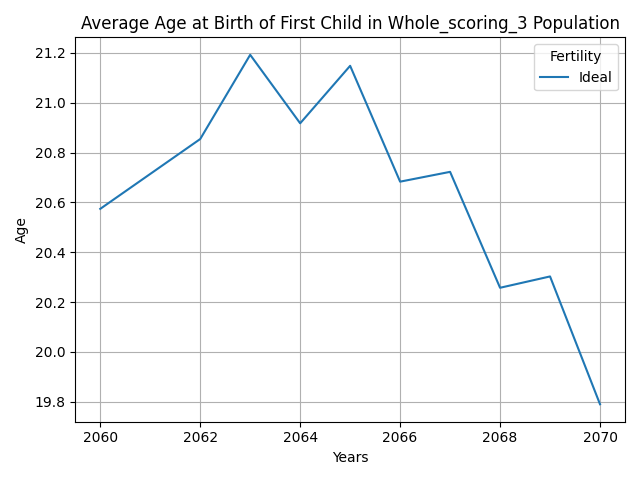 Average Age at Birth of First Child in Whole_scoring_3 Population
Fertility
Ideal
21.2
21.0
20.8
20.6
20.4
20.2
20.0
19.8
Age
2060 2062 2064 2066 2068 2070
Years